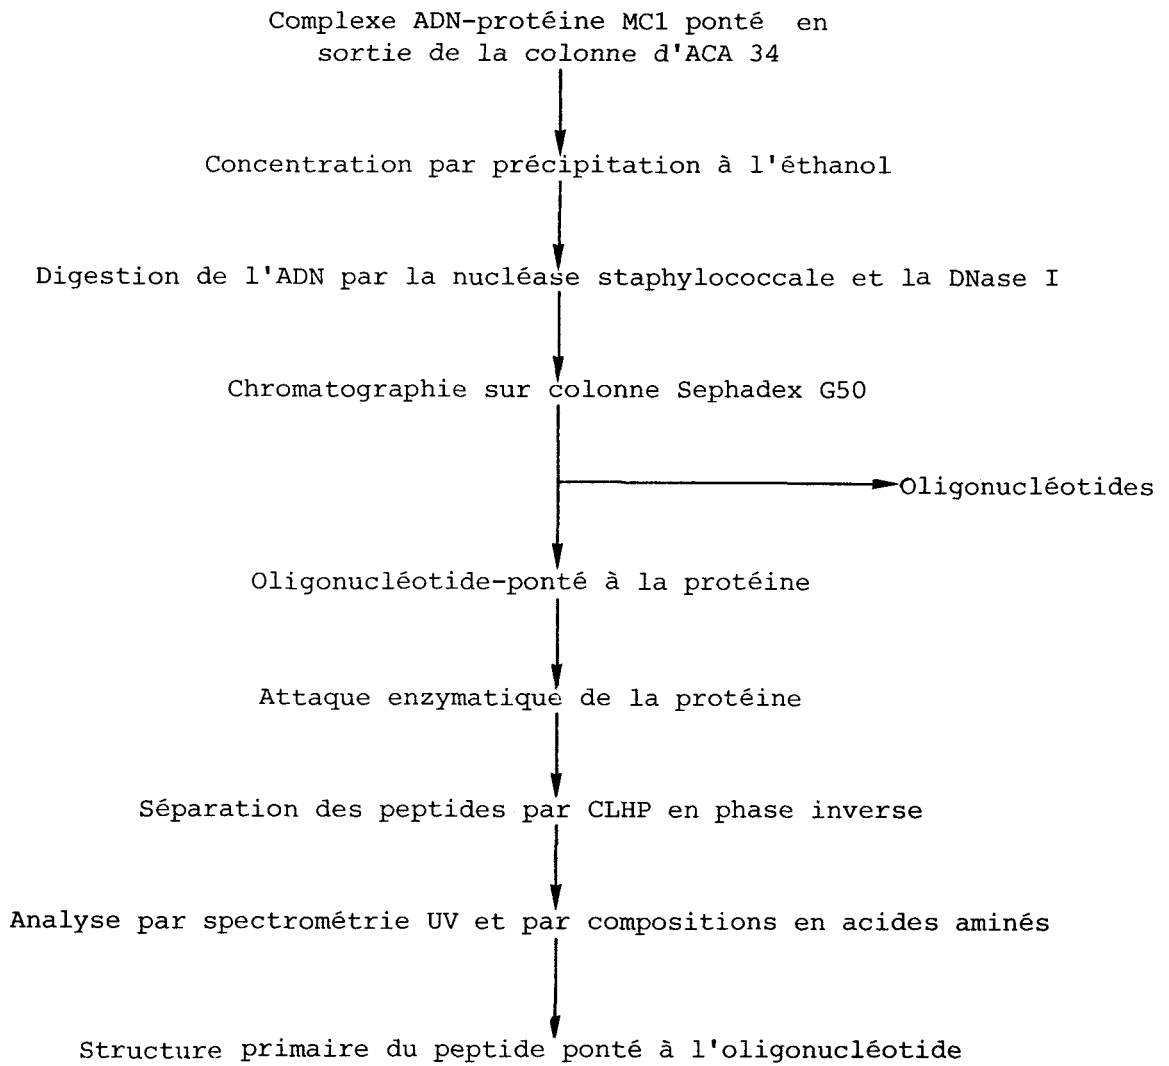 Complexe ADN-protéine MC1 ponté en
sortie de la colonne d'ACA 34
Concentration par précipitation à l'éthanol
Digestion de l'ADN par la nucléase staphylococcale et la DNase I
Chromatographie sur colonne Sephadex G50
Oligonucléotides
Oligonucléotide-ponté à la protéine
Attaque enzymatique de la protéine
Séparation des peptides par CLHP en phase inverse
Analyse par spectrométrie UV et par compositions en acides aminés
Structure primaire du peptide ponté à l'oligonucléotide